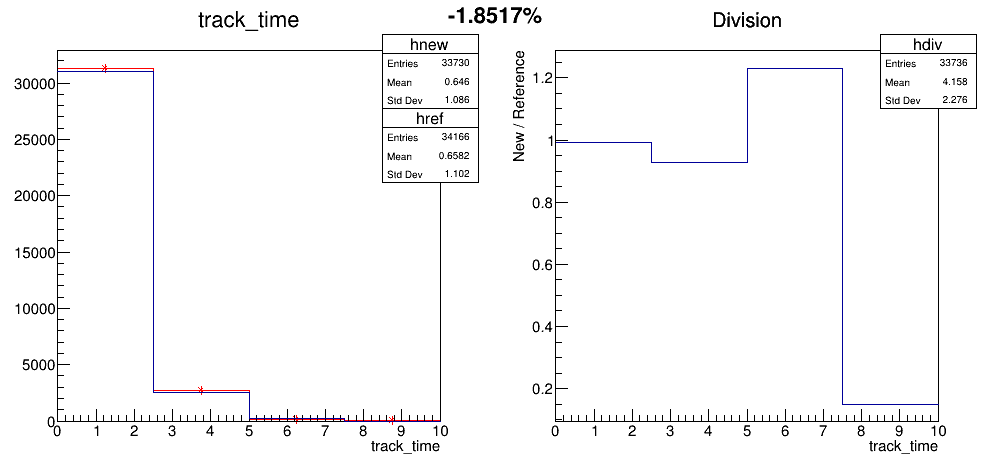 -1.8517%
track_time
hnew
Entries 33730
Mean 0.646
Std Dev 1.086
href
Entries 34166
Mean 0.6582
Std Dev 1.102
30000
25000
20000
15000
10000
5000
0
0 1 2 3 4 5 6 7 8 9 10
track_time
Division
hdiv
Entries 33736
Mean 4.158
Std Dev 2.276
New / Reference
1.2
1
0.8
0.6
0.4
0.2
0 1 2 3 4 5 6 7 8 9 10
track_time